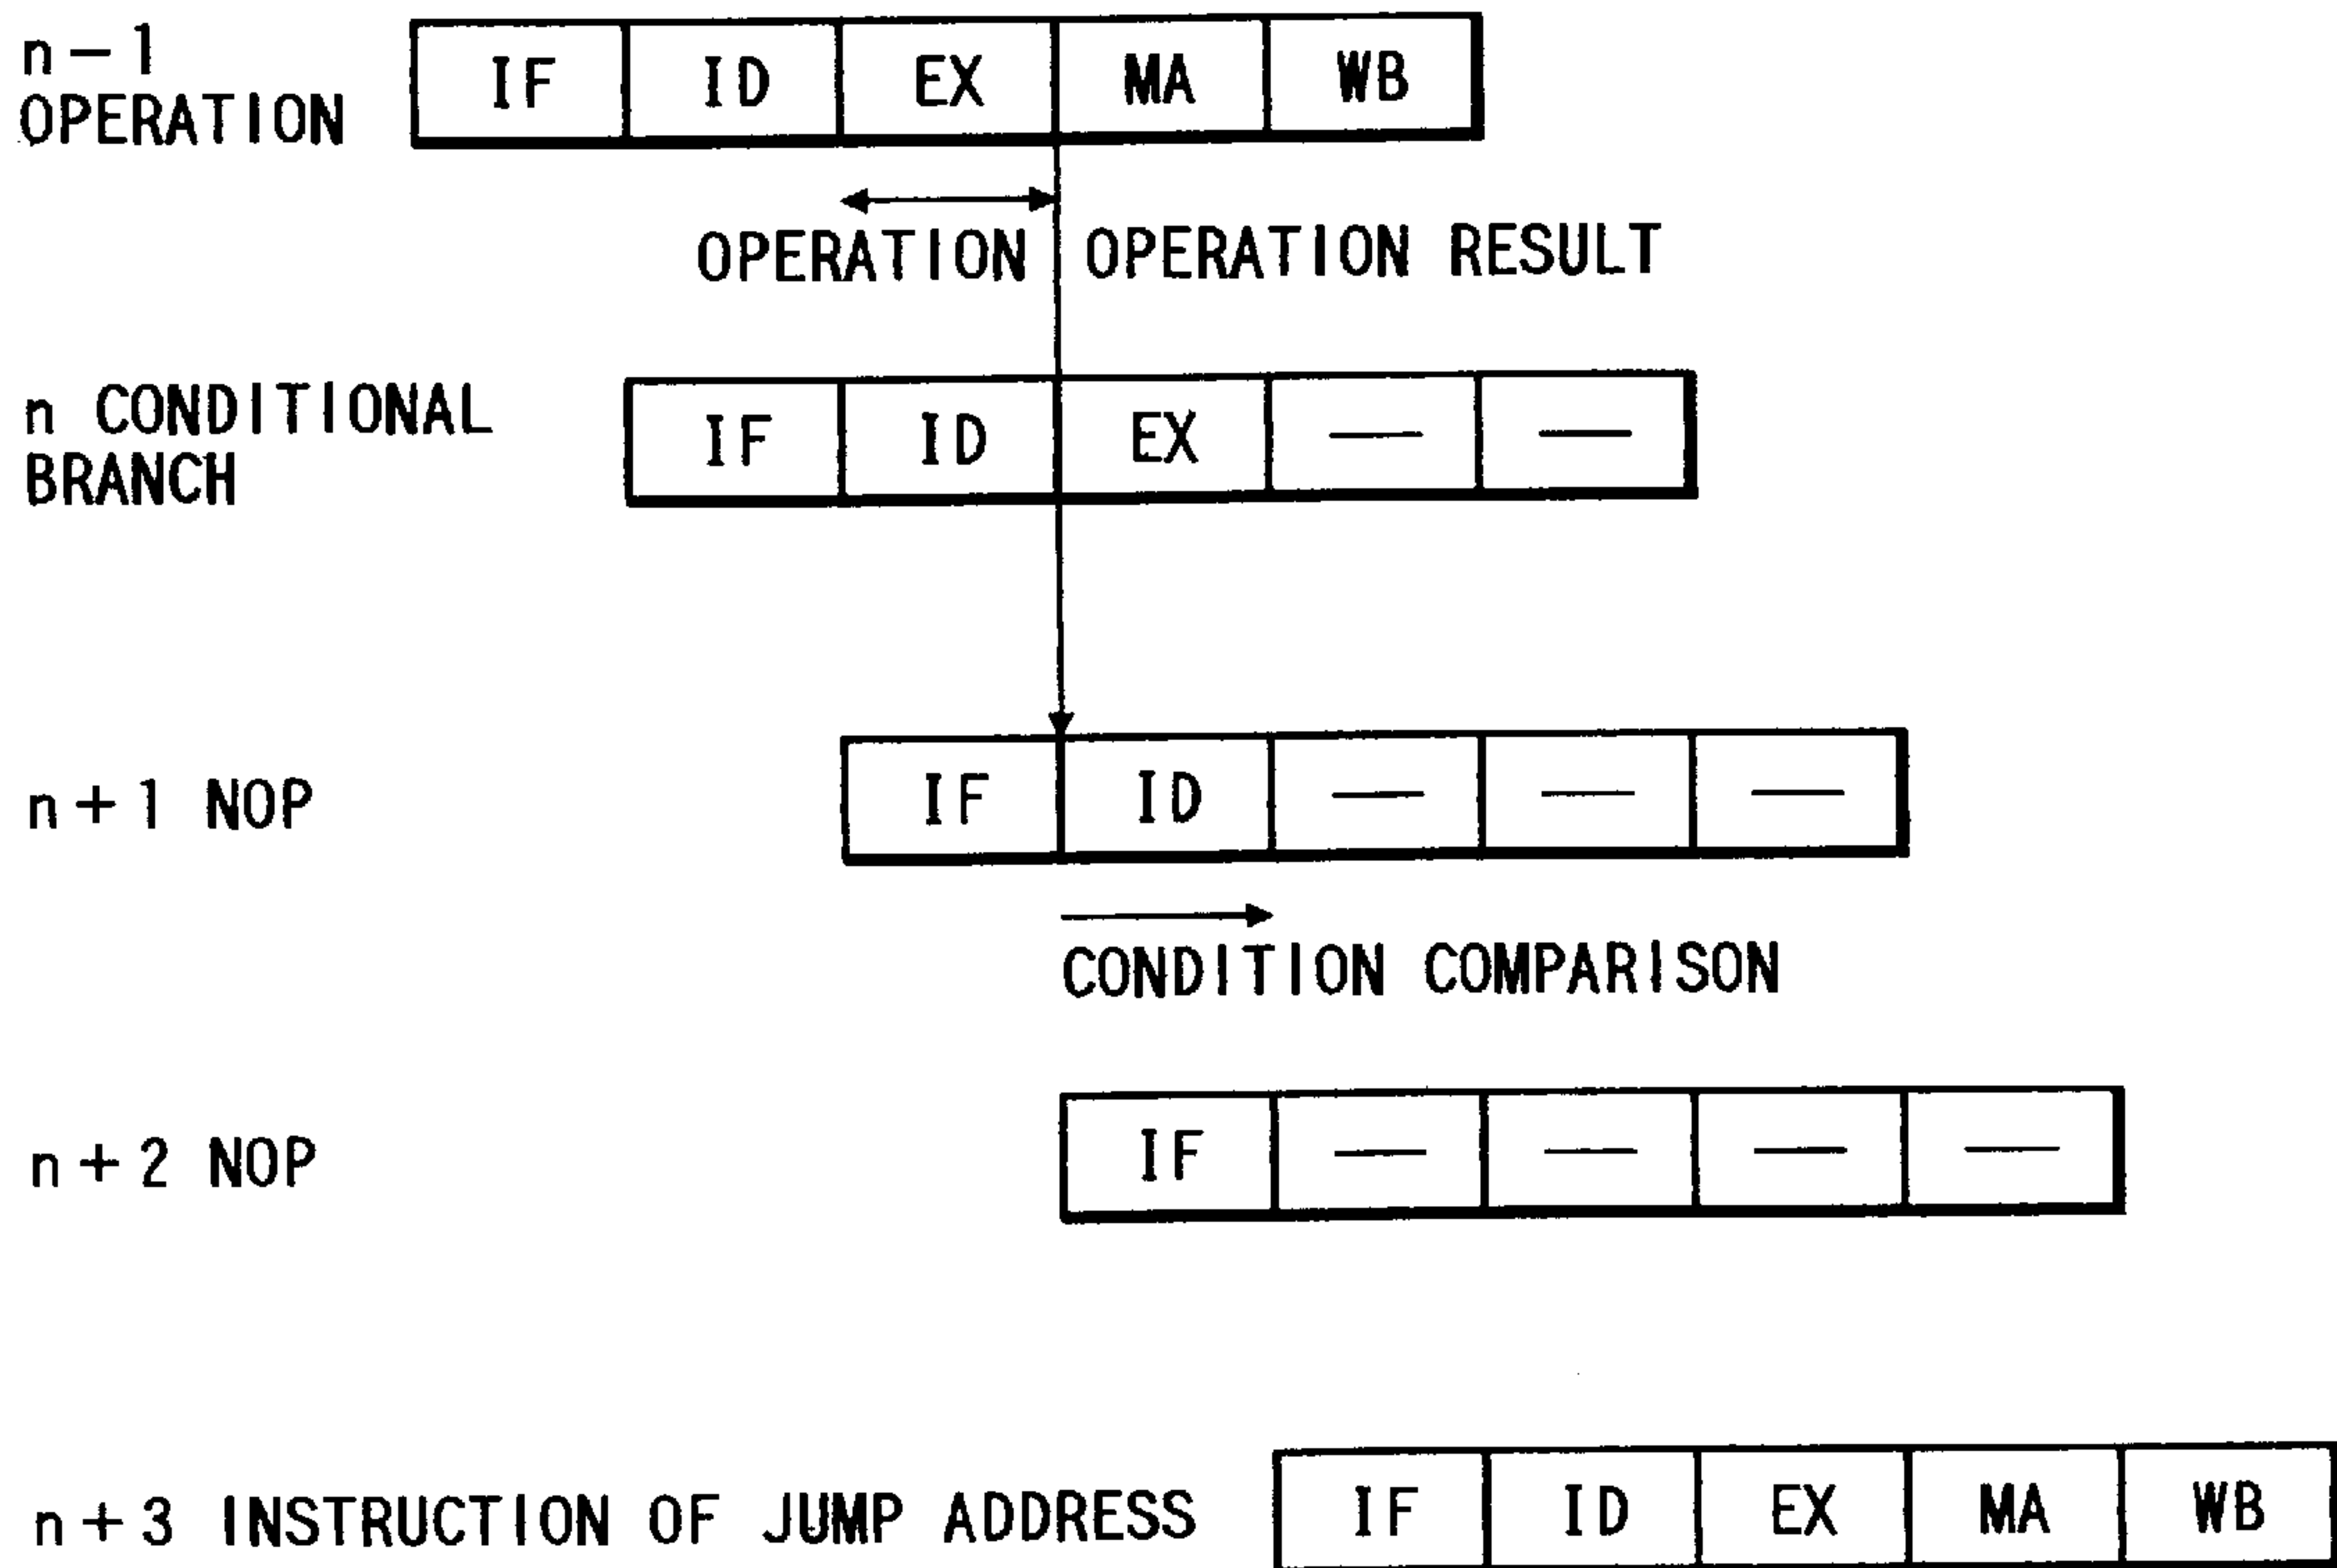 n-1
OPERATION
IF ID EX MA WB
OPERATION OPERATION RESULT
n CONDITIONAL
BRANCH
IF ID EX — —
n+1 NOP
IF ID — — —
CONDITION COMPARISON
n+2 NOP
IF — — — —
n+3 INSTRUCTION OF JUMP ADDRESS
IF ID EX MA WB